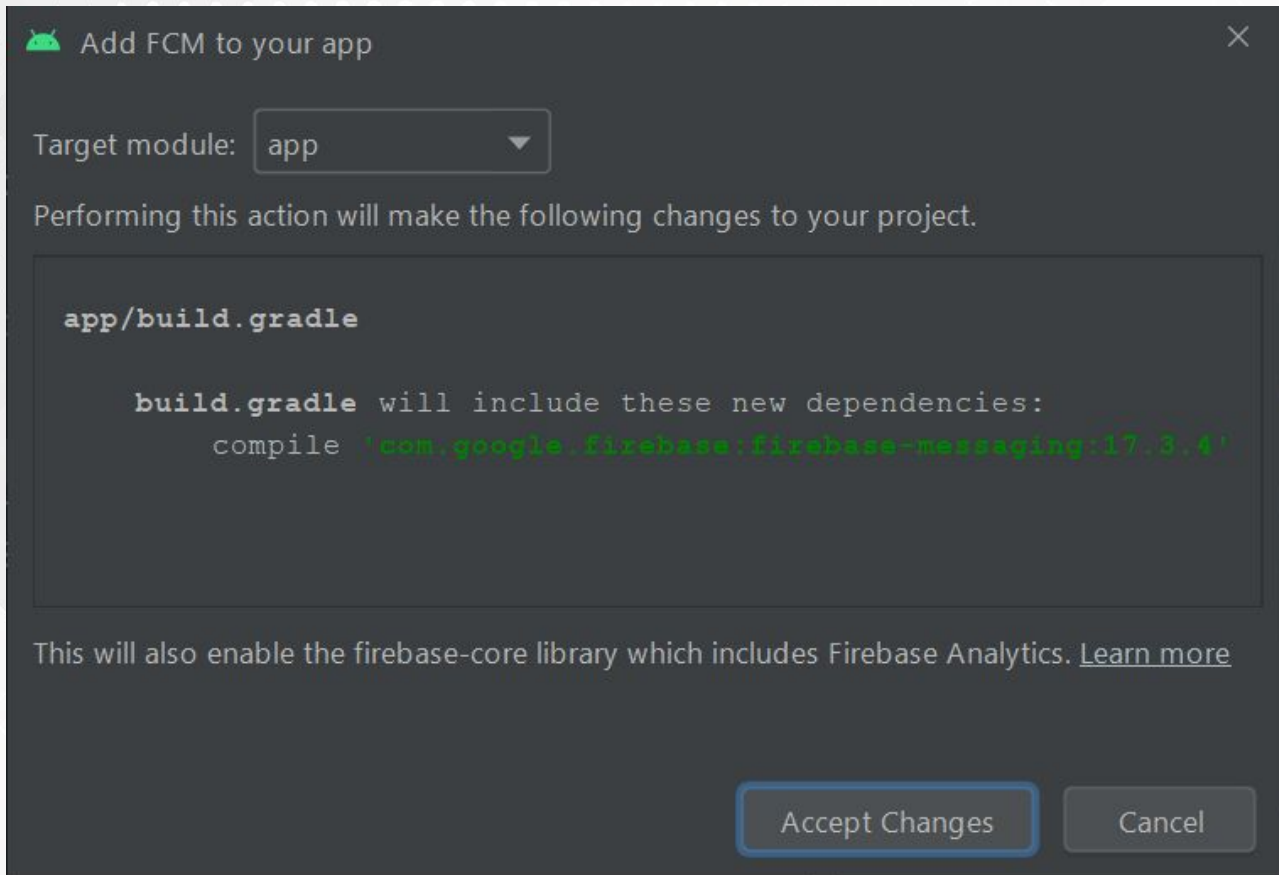 Add FCM to your app
Target module: app
Performing this action will make the following changes to your project.
app/build.gradle
build.gradle will include these new dependencies:
compile 'com.google.firebase:firebase-messaging:17.3.4'
This will also enable the firebase-core library which includes Firebase Analytics. Learn more
Accept Changes Cancel